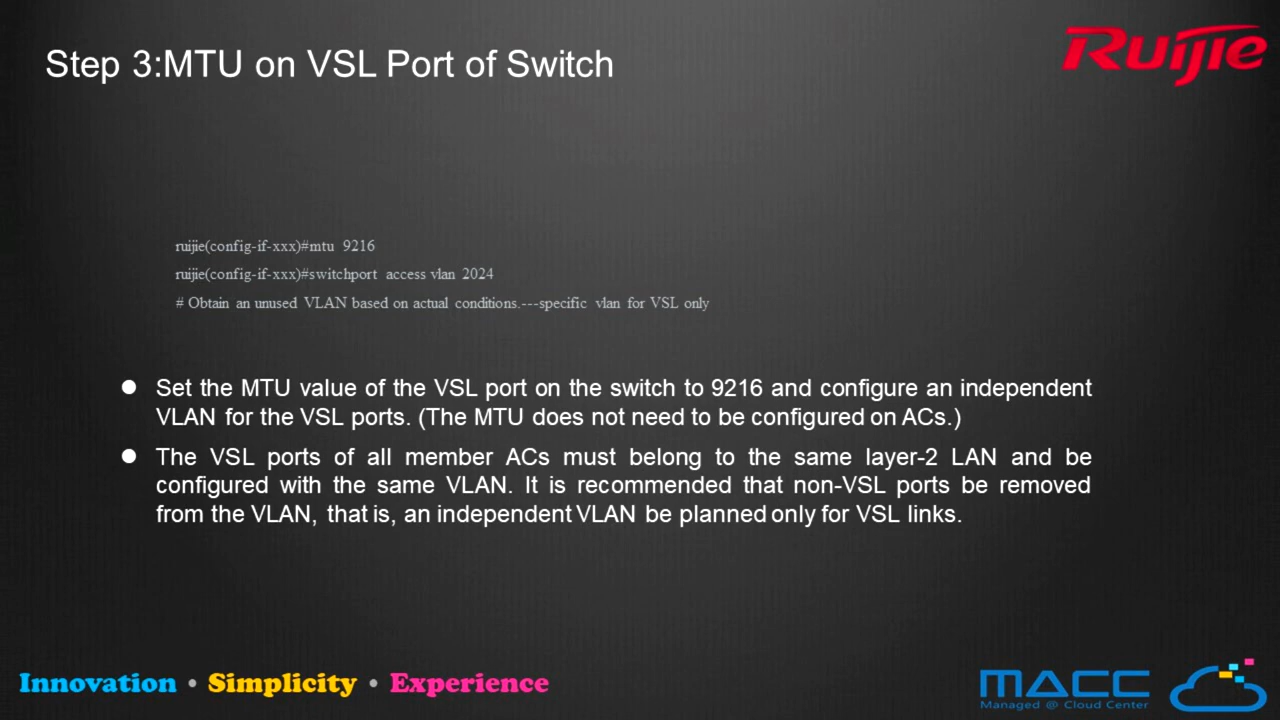 Step 3:MTU on VSL Port of Switch
RUIJIE
ruijie(config-if-xxx)#mtu 9216
ruijie(config-if-xxx)#switchport access vlan 2024
# Obtain an unused VLAN based on actual conditions.---specific vlan for VSL only
● Set the MTU value of the VSL port on the switch to 9216 and configure an independent
VLAN for the VSL ports. (The MTU does not need to be configured on ACs.)
● The VSL ports of all member ACs must belong to the same layer-2 LAN and be
configured with the same VLAN. It is recommended that non-VSL ports be removed
from the VLAN, that is, an independent VLAN be planned only for VSL links.
Innovation • Simplicity • Experience
MACC
Managed @ Cloud Center